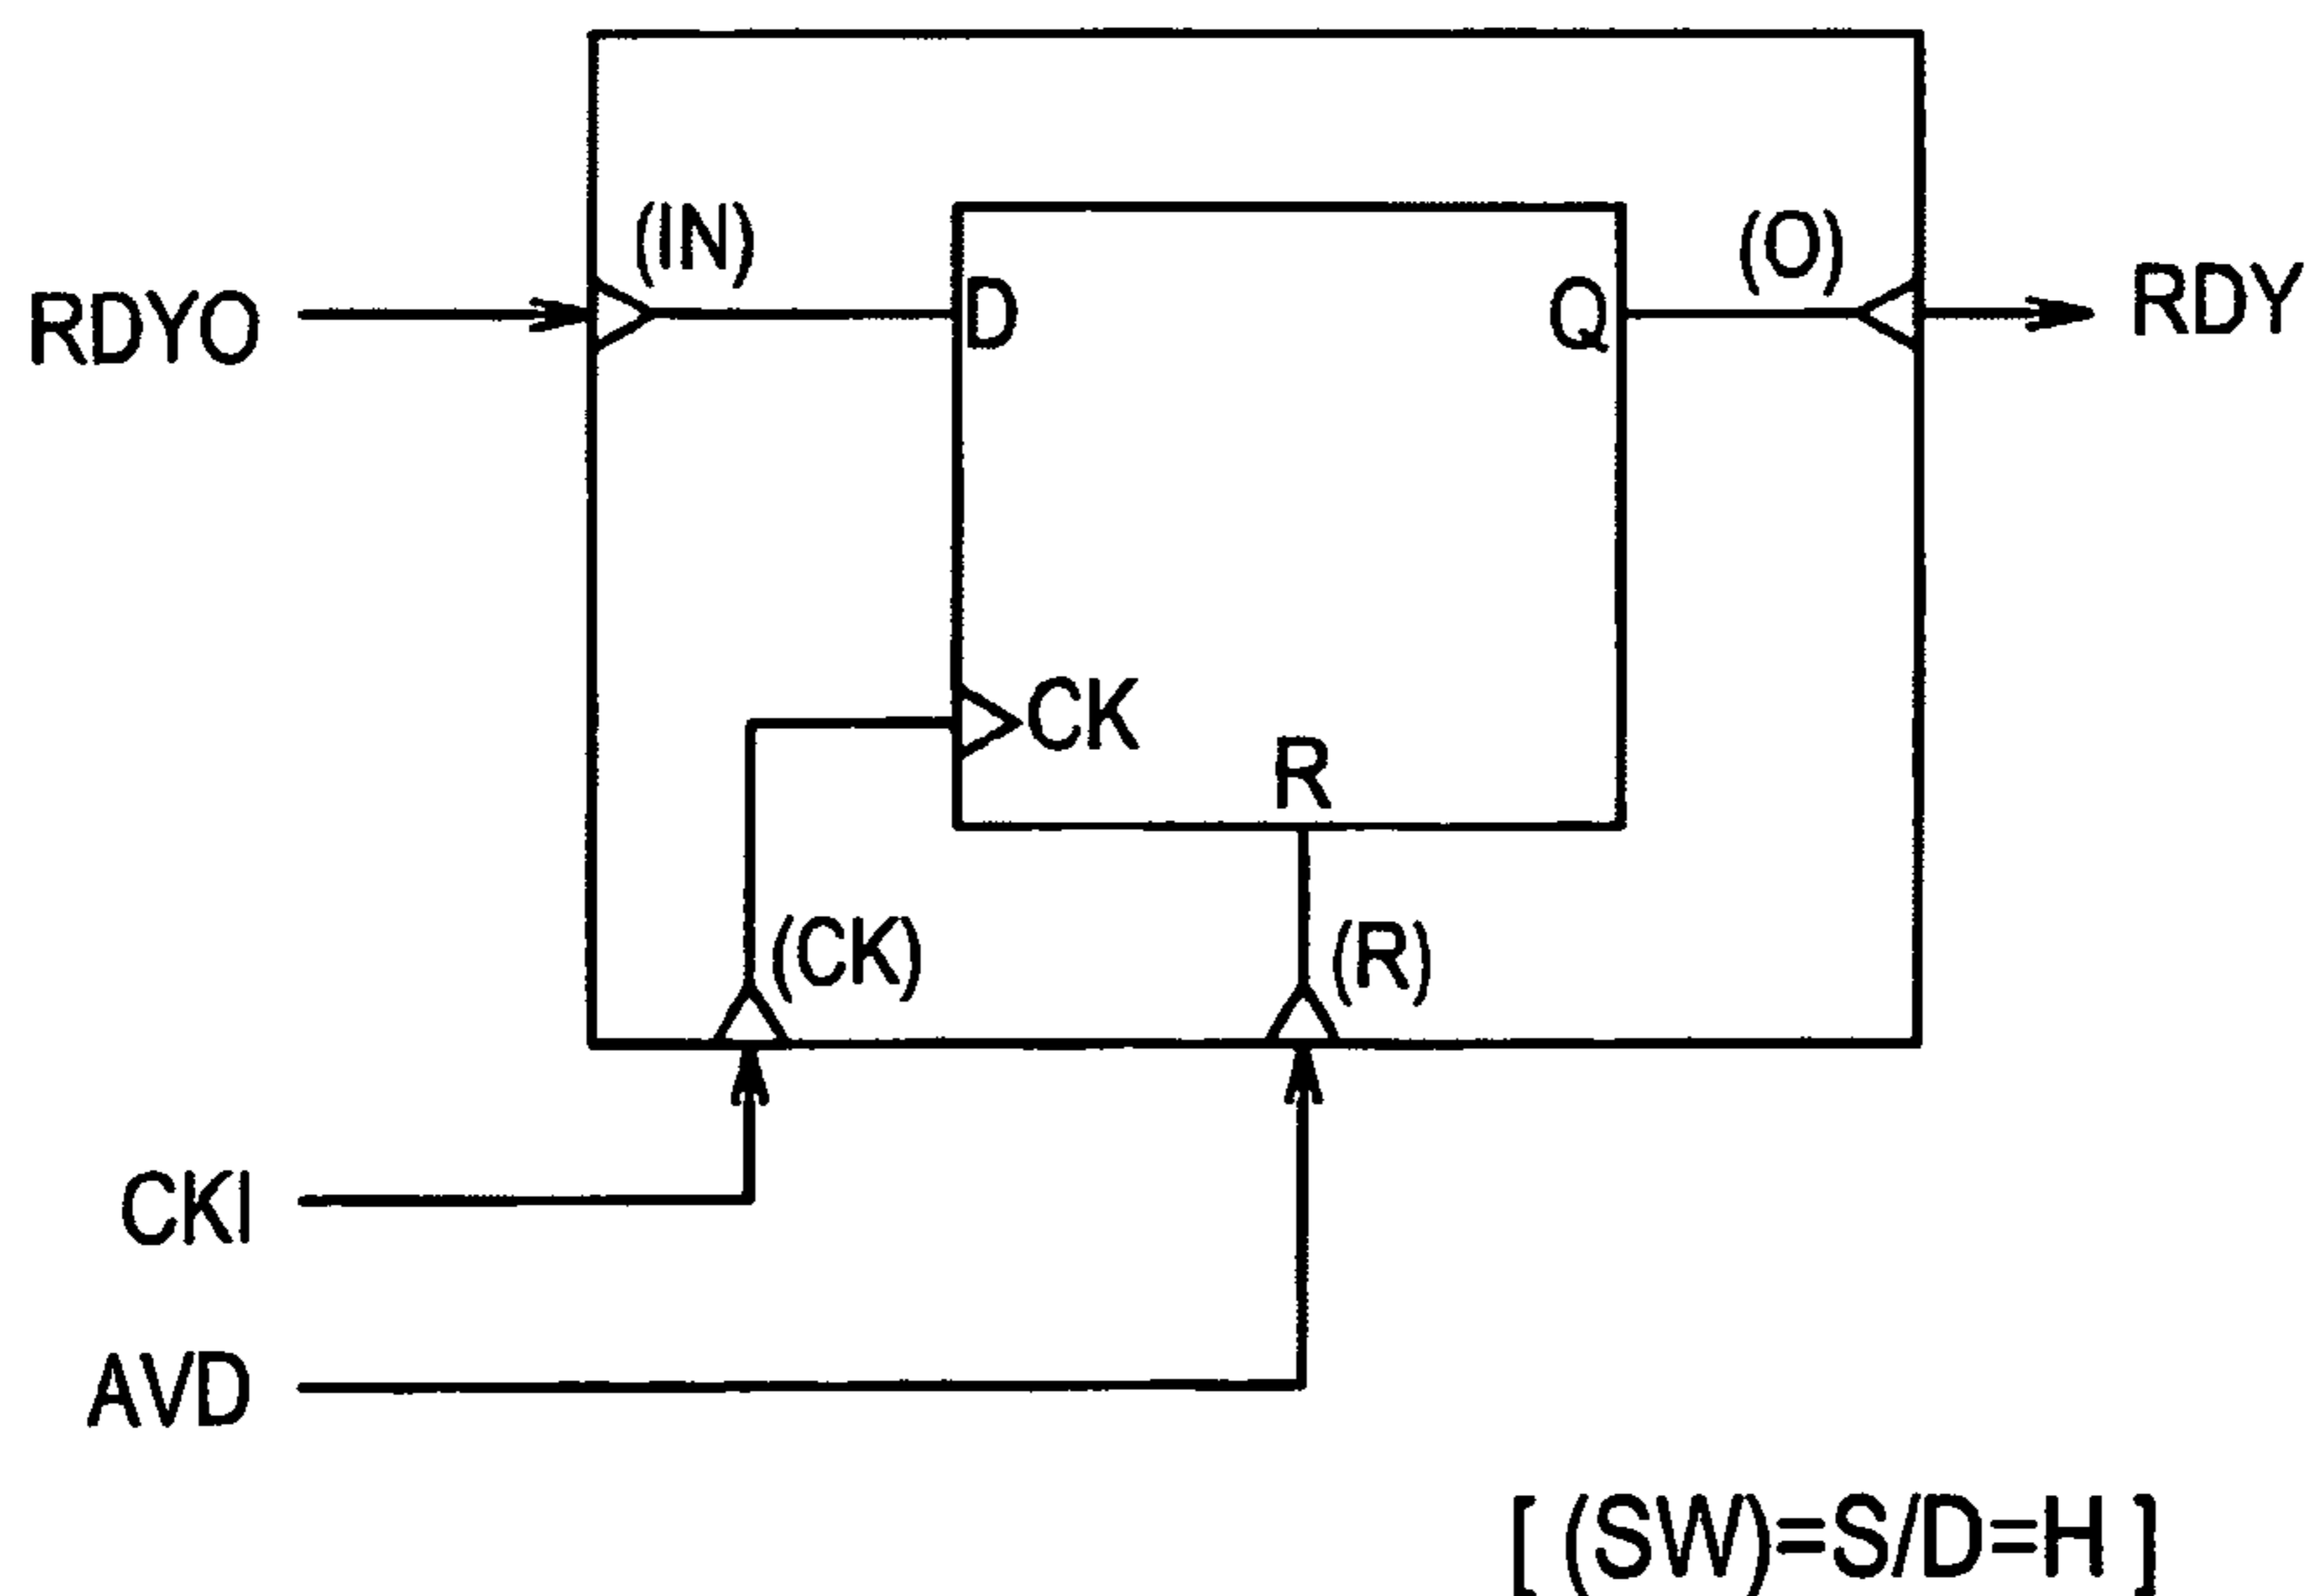 (IN)
(O)
RDYO
D
Q
RDY
CK
R
(CK)
(R)
CKI
AVD
[ (SW)=S/D=H ]